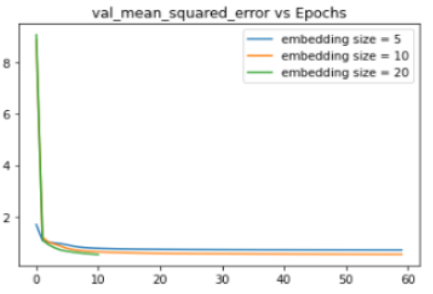 val_mean_squared_error vs Epochs
embedding size = 5
embedding size = 10
embedding size = 20
8
6
4
2
0
10
20
30
40
50
60